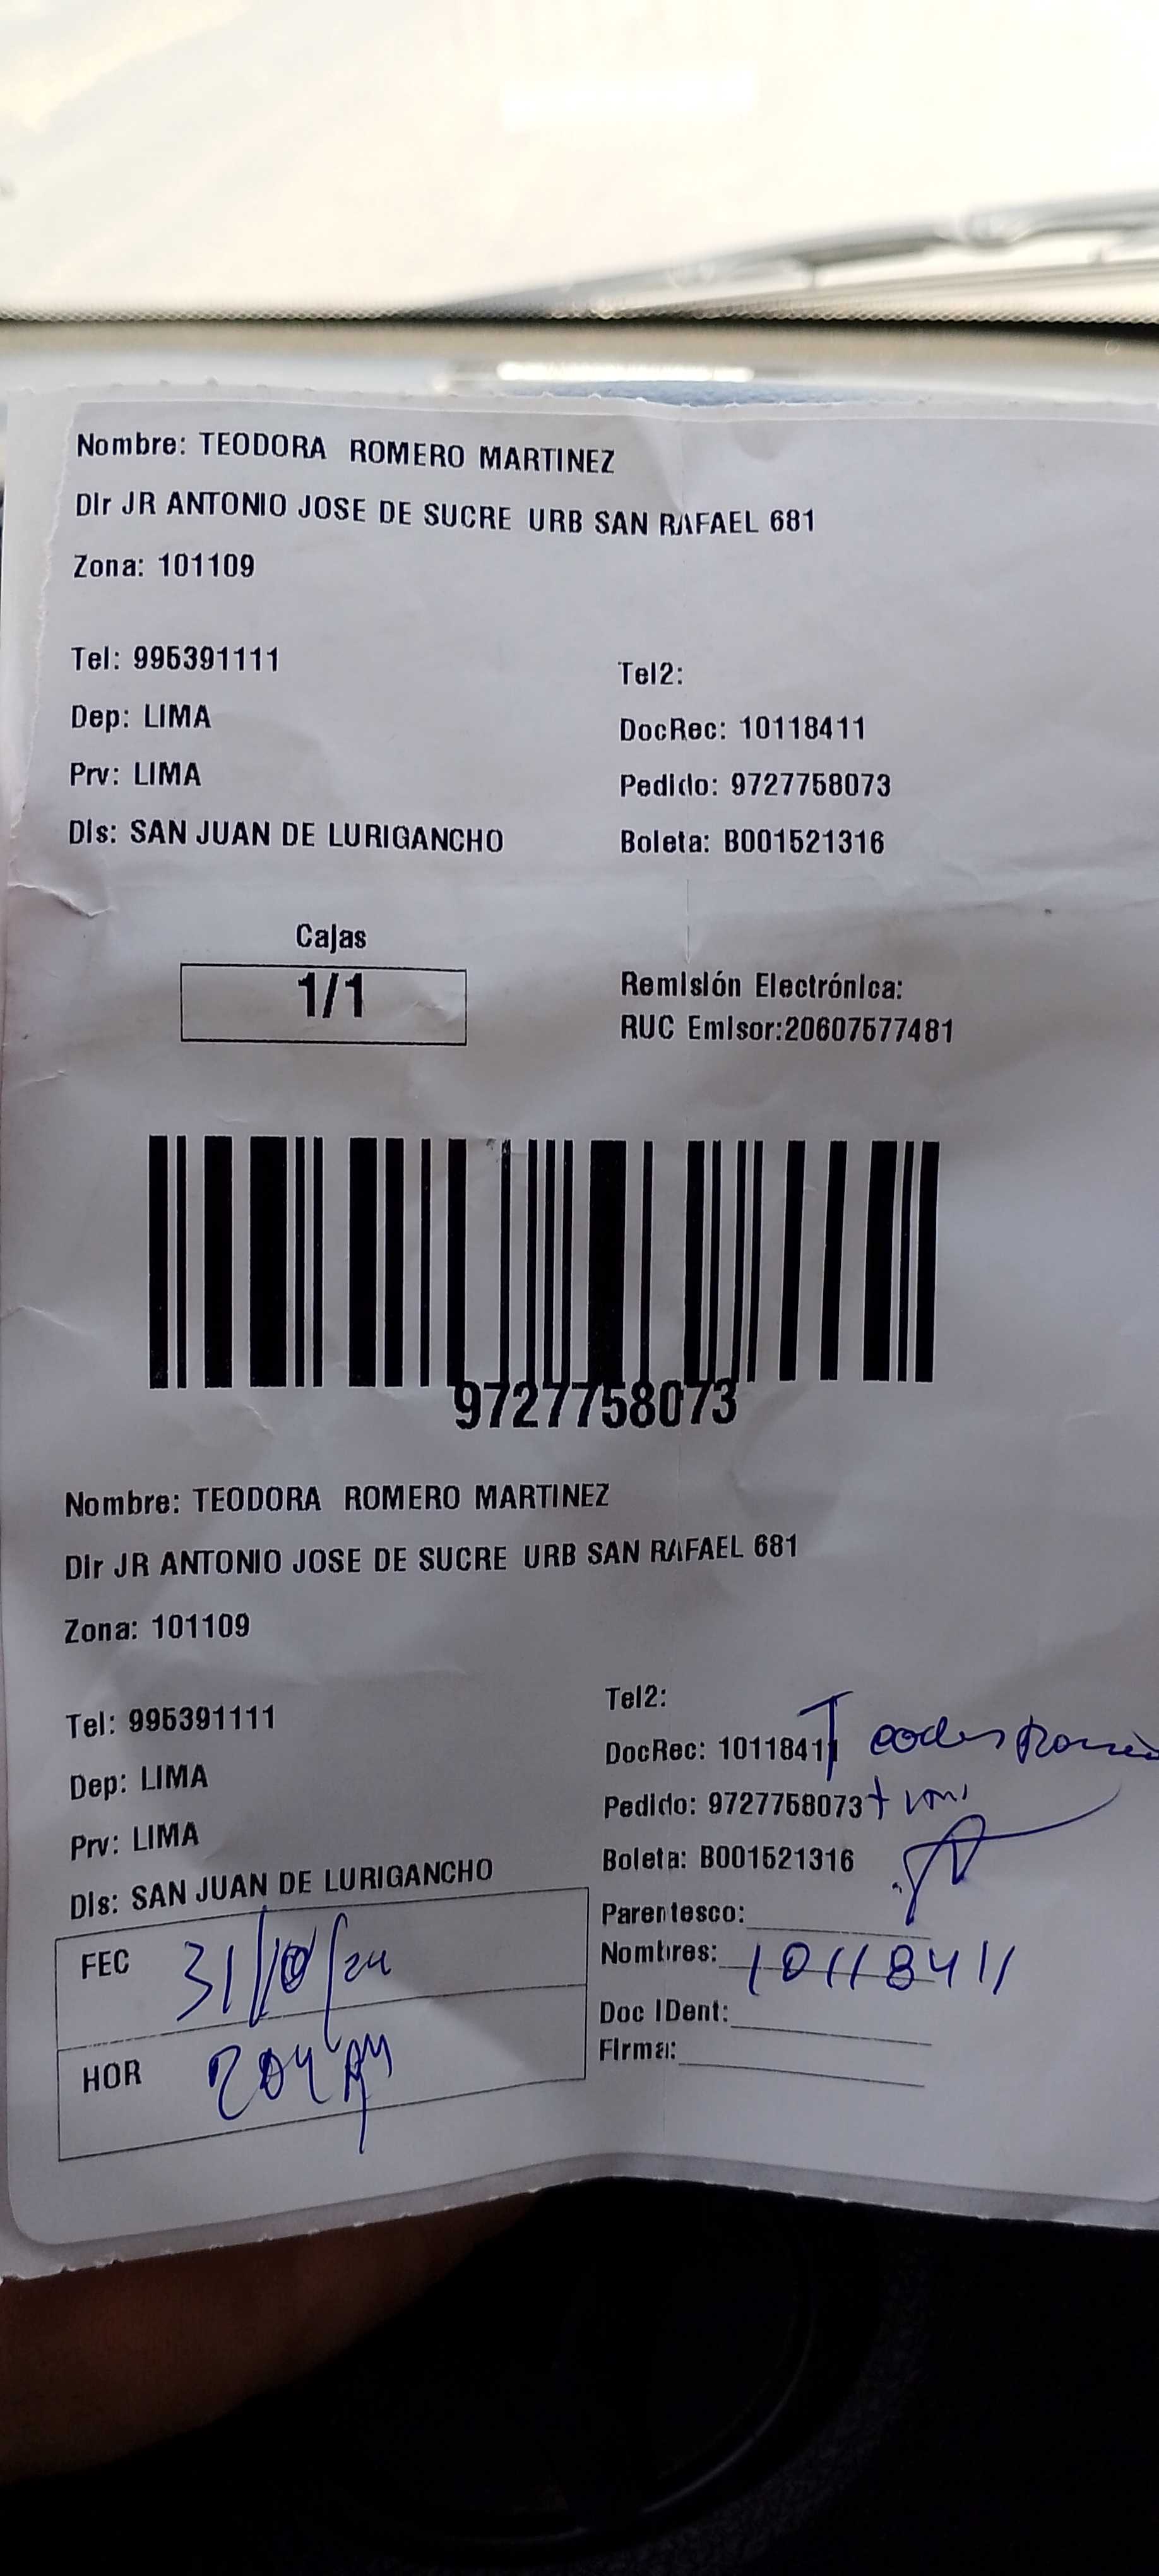 Nombre: TEODORA ROMERO MARTINEZ
Dir JR ANTONIO JOSE DE SUCRE URB SAN RAFAEL 681
Zona: 101109
Tel: 995391111
Tel2:
Dep: LIMA
DocRec: 10118411
Prv: LIMA
Pedido: 9727758073
Dis: SAN JUAN DE LURIGANCHO
Boleta: B001521316
Cajas
1/1
Remisión Electrónica:
RUC Emisor:20607577481
9727758073
Nombre: TEODORA ROMERO MARTINEZ
Dir JR ANTONIO JOSE DE SUCRE URB SAN RAFAEL 681
Zona: 101109
Tel: 995391111
Tel2:
Dep: LIMA
DocRec: 10118411
Prv: LIMA
Pedido: 9727758073
Dis: SAN JUAN DE LURIGANCHO
Boleta: B001521316
Parentesco:
FEC 31/10/24
Nombres: 10118411
Doc IDent:
HOR
Firma: